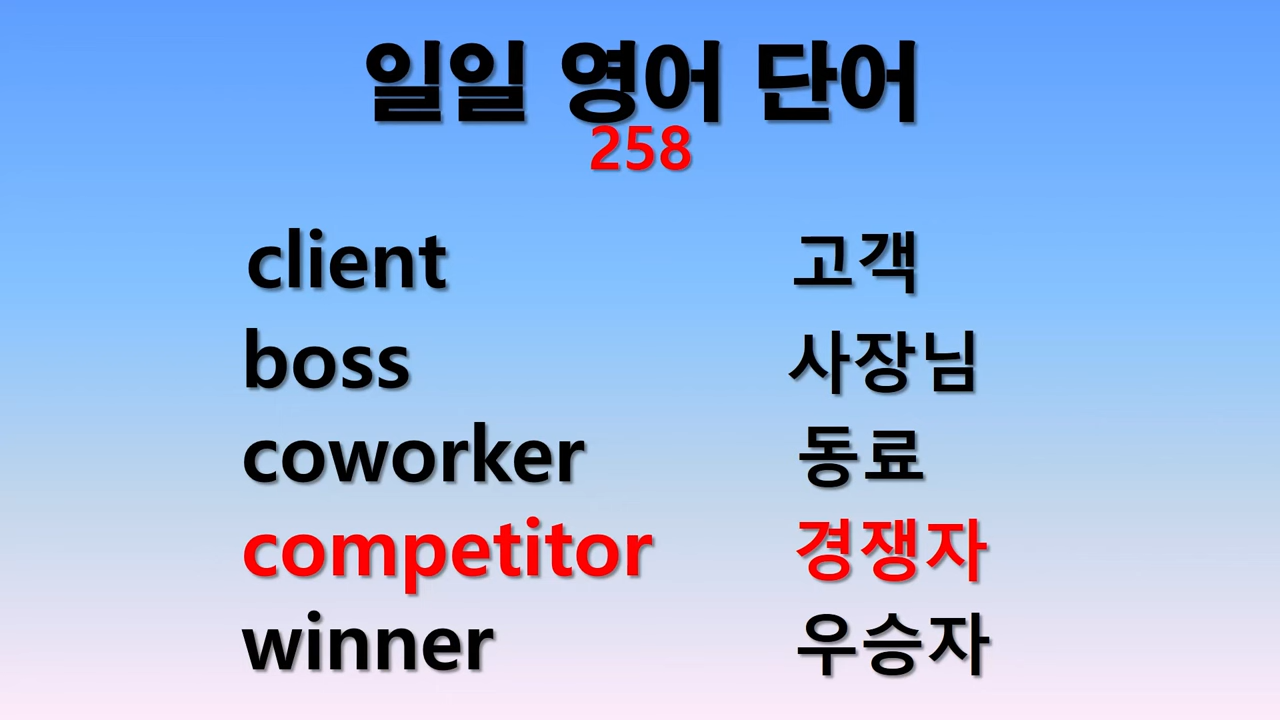 일일 영어 단어
258
client 고객
boss 사장님
coworker 동료
competitor 경쟁자
winner 우승자